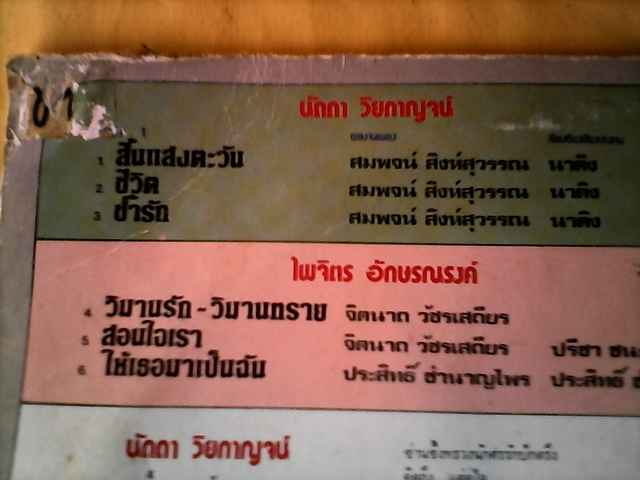 นัดดา วิยกาญจน์
1. สิ้นแสงตะวัน สมพจน์ สิงห์สุวรรณ นาติง
2. ชีวิต สมพจน์ สิงห์สุวรรณ นาติง
3. ช้ำรัก สมพจน์ สิงห์สุวรรณ นาติง
ไพจิตร อักษรณรงค์
4. วิมานรัก - วิมานทราย จิตนาถ วัชรเสถียร
5. สอนใจเรา จิตนาถ วัชรเสถียร ปรีชา
6. ให้เธอมาเป็นฉัน ประสิทธิ์ ชำนาญไพร ประสิทธิ์
นัดดา วิยกาญจน์